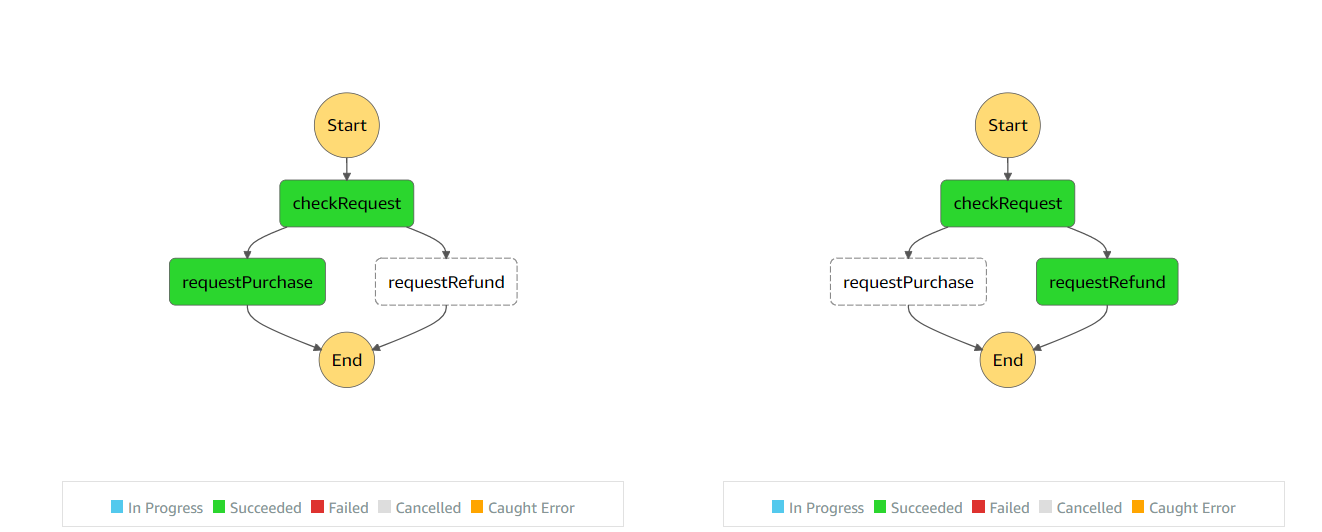 Start
checkRequest
requestPurchase requestRefund
End
In Progress Succeeded Failed Cancelled Caught Error
Start
checkRequest
requestPurchase requestRefund
End
In Progress Succeeded Failed Cancelled Caught Error